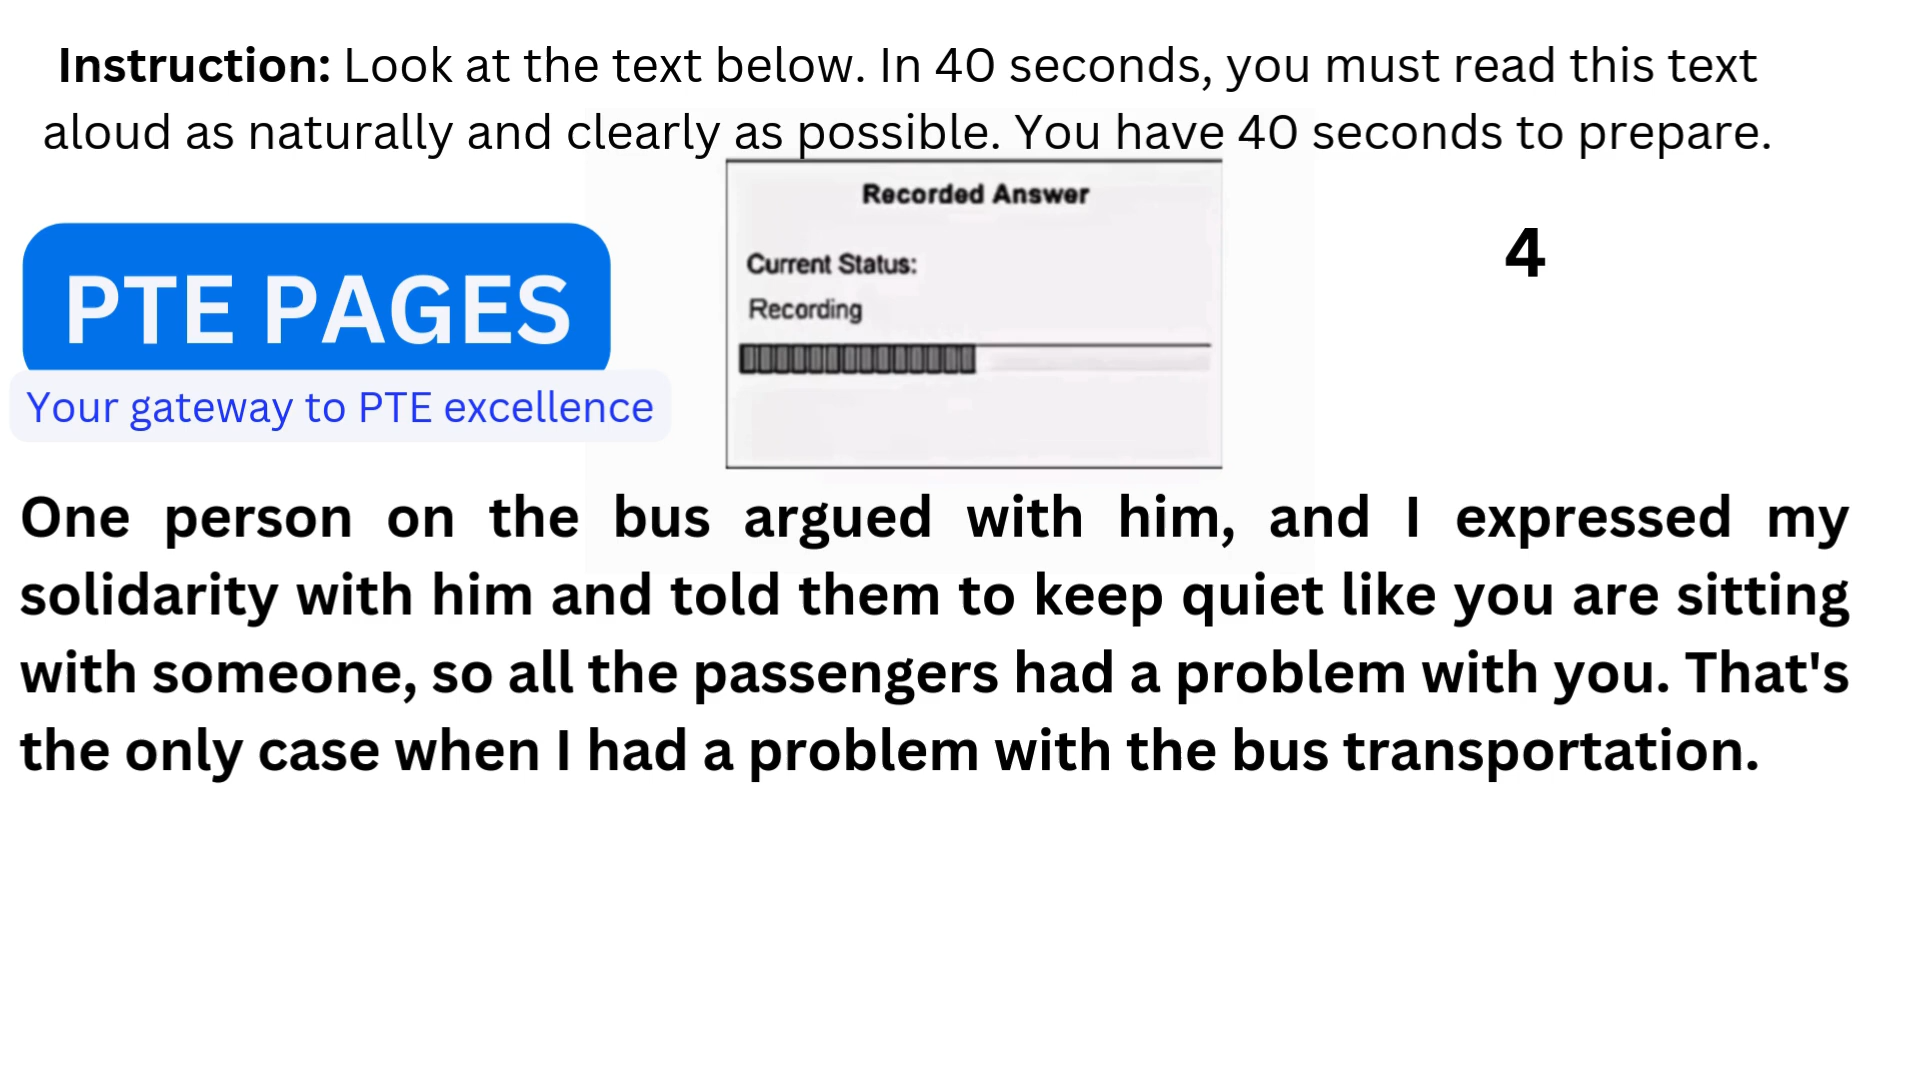 Instruction: Look at the text below. In 40 seconds, you must read this text
aloud as naturally and clearly as possible. You have 40 seconds to prepare.
Recorded Answer
Current Status:
Recording
4
PTE PAGES
Your gateway to PTE excellence
One person on the bus argued with him, and I expressed my
solidarity with him and told them to keep quiet like you are sitting
with someone, so all the passengers had a problem with you. That's
the only case when I had a problem with the bus transportation.